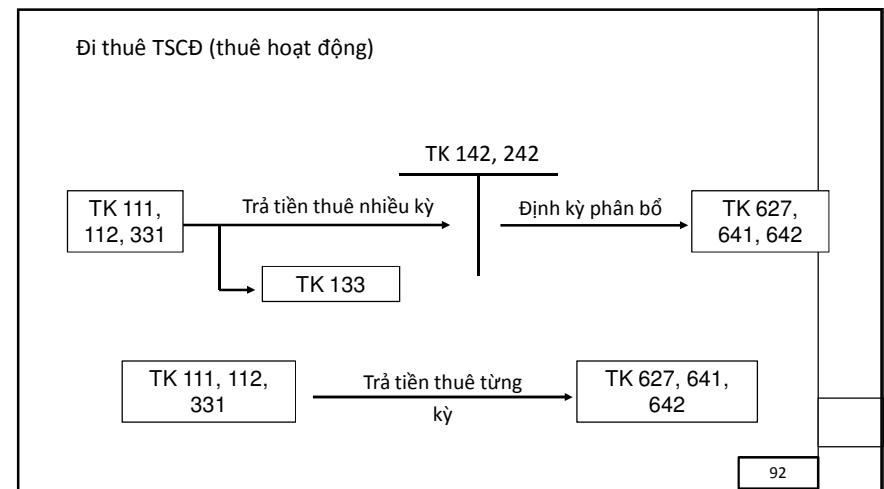 Đi thuê TSCĐ (thuê hoạt động)
TK 142, 242
TK 111,
112, 331
Trả tiền thuê nhiều kỳ
Định kỳ phân bổ
TK 627,
641, 642
TK 133
TK 111, 112,
331
Trả tiền thuê từng
kỳ
TK 627, 641,
642
92